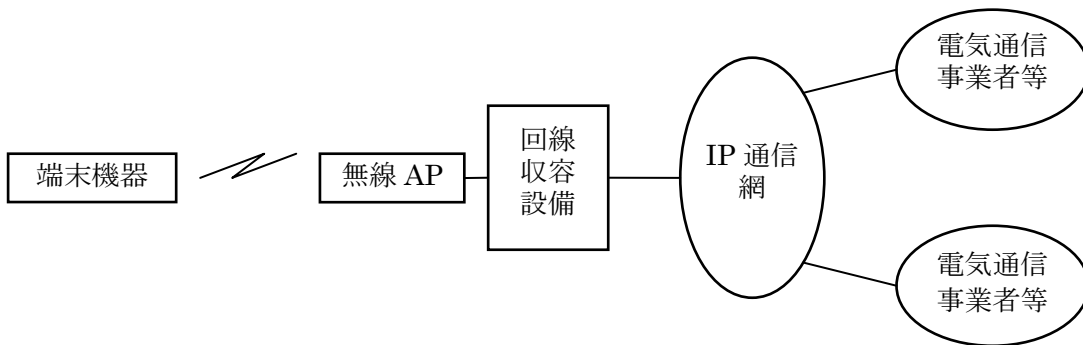 端末機器
無線 AP
回線
収容
設備
IP 通信
網
電気通信
事業者等
電気通信
事業者等